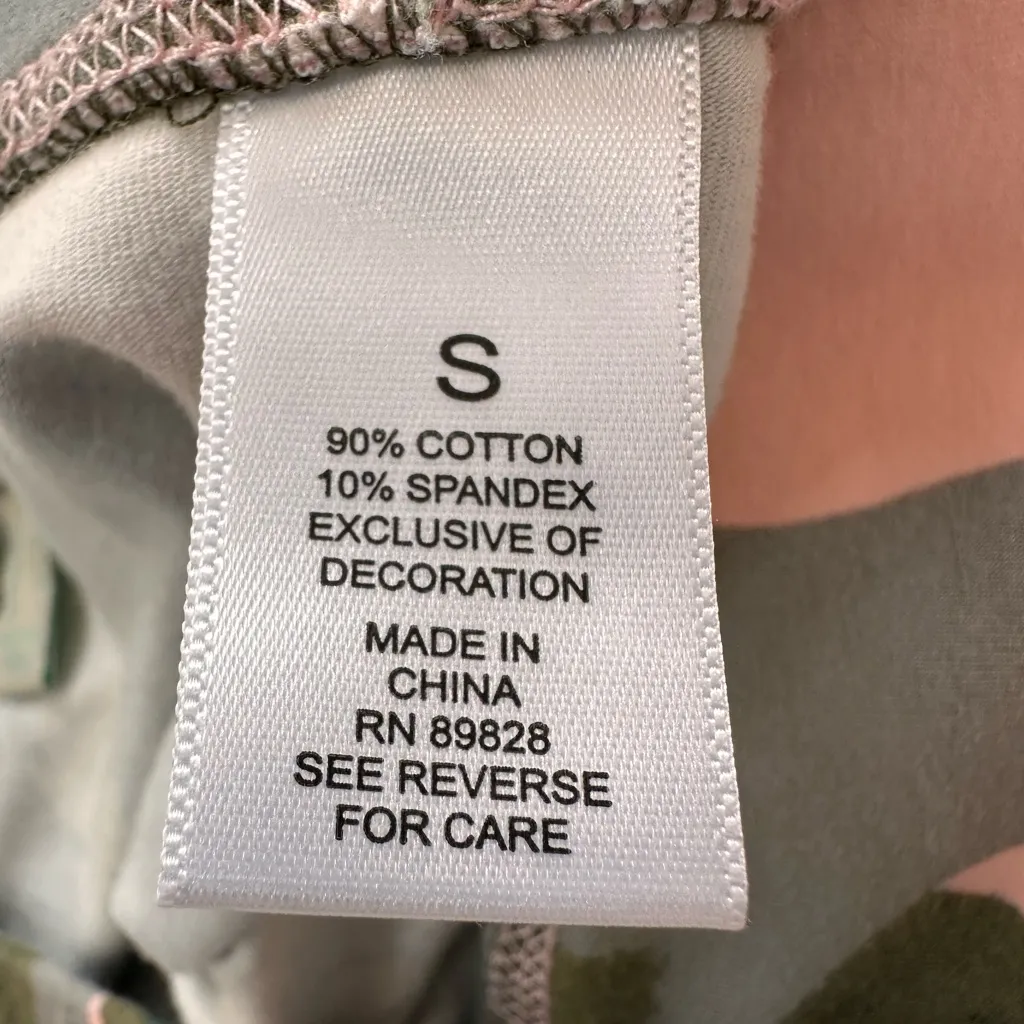 S
90% COTTON
10% SPANDEX
EXCLUSIVE OF
DECORATION
MADE IN
CHINA
RN 89828
SEE REVERSE
FOR CARE